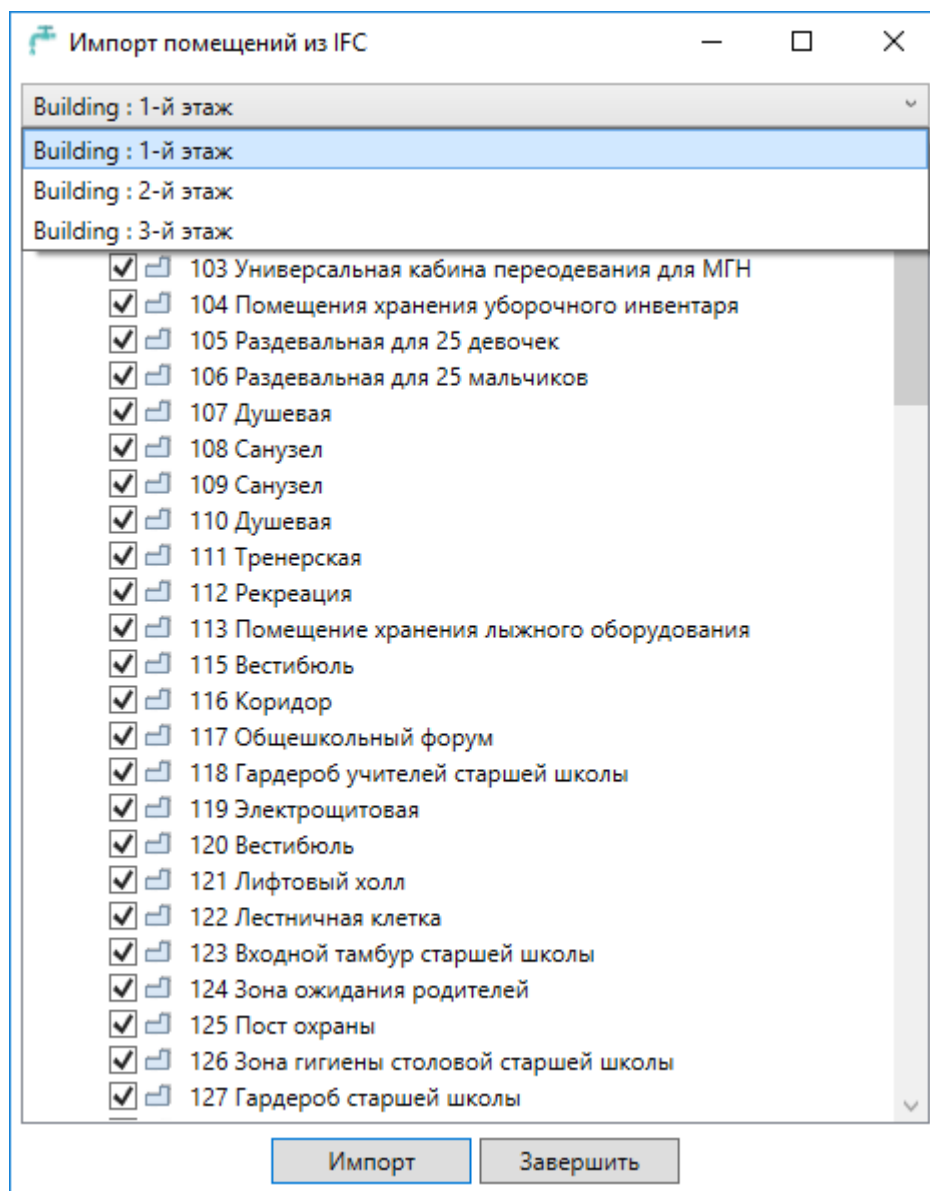 Импорт помещений из IFC
Building : 1-й этаж
Building : 1-й этаж
Building : 2-й этаж
Building : 3-й этаж
103 Универсальная кабина переодевания для МГН
104 Помещения хранения уборочного инвентаря
105 Раздевальная для 25 девочек
106 Раздевальная для 25 мальчиков
107 Душевая
108 Санузел
109 Санузел
110 Душевая
111 Тренерская
112 Рекреация
113 Помещение хранения лыжного оборудования
115 Вестибюль
116 Коридор
117 Общешкольный форум
118 Гардероб учителей старшей школы
119 Электрощитовая
120 Вестибюль
121 Лифтовый холл
122 Лестничная клетка
123 Входной тамбур старшей школы
124 Зона ожидания родителей
125 Пост охраны
126 Зона гигиены столовой старшей школы
127 Гардероб старшей школы
Импорт Завершить